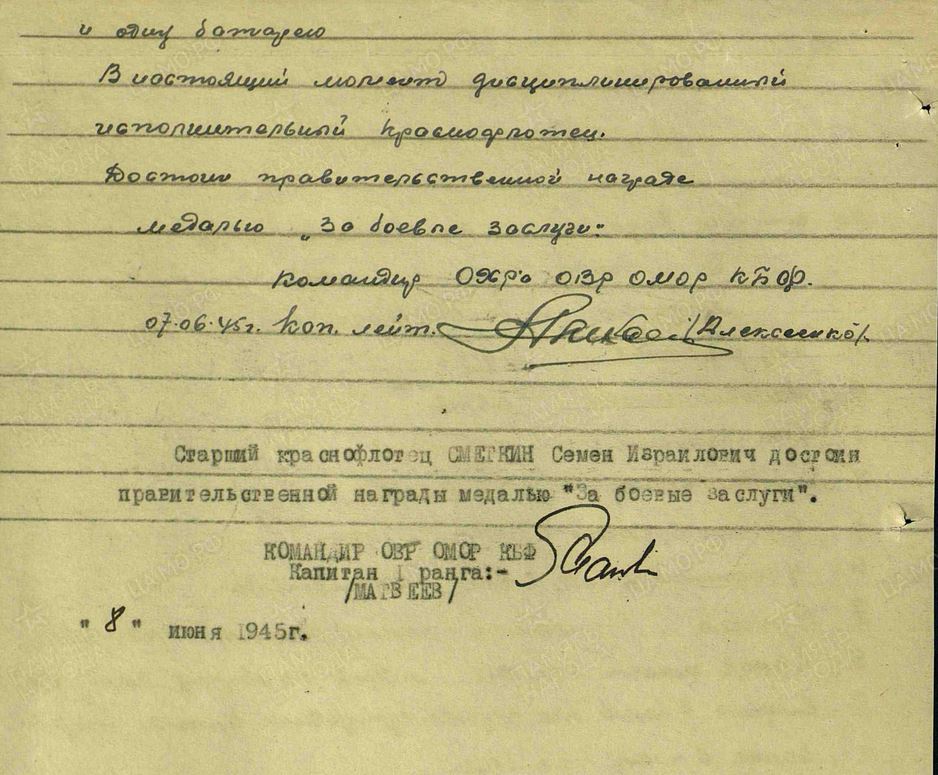 и одну батарею
В настоящий момент дисциплинированный
исполнительный краснофлотец.
Достоин правительственной награде
медалью „За боевые заслуги".
Командир ОХР ОВР ОМОР КБФ.
07.06.45г. Кап. лейт. /Алексеенко/
Старший краснофлотец СМЕТКИН Семен Израилович достоин
правительственной награды медалью "За боевые заслуги".
КОМАНДИР ОВР ОМОР КБФ
Капитан I ранга:-
/МАТВЕЕВ/
" 8 " июня 1945г.